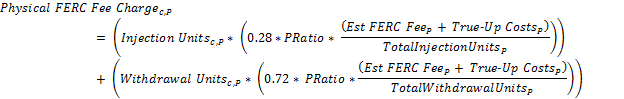 Physical FERC Fee Charge_{c,P}
= (Injection Units_{c,P} * (0.28 * PRatio * (Est FERC Fee_P + True-Up Costs_P) / TotalInjectionUnits_P))
+ (Withdrawal Units_{c,P} * (0.72 * PRatio * (Est FERC Fee_P + True-Up Costs_P) / TotalWithdrawalUnits_P))